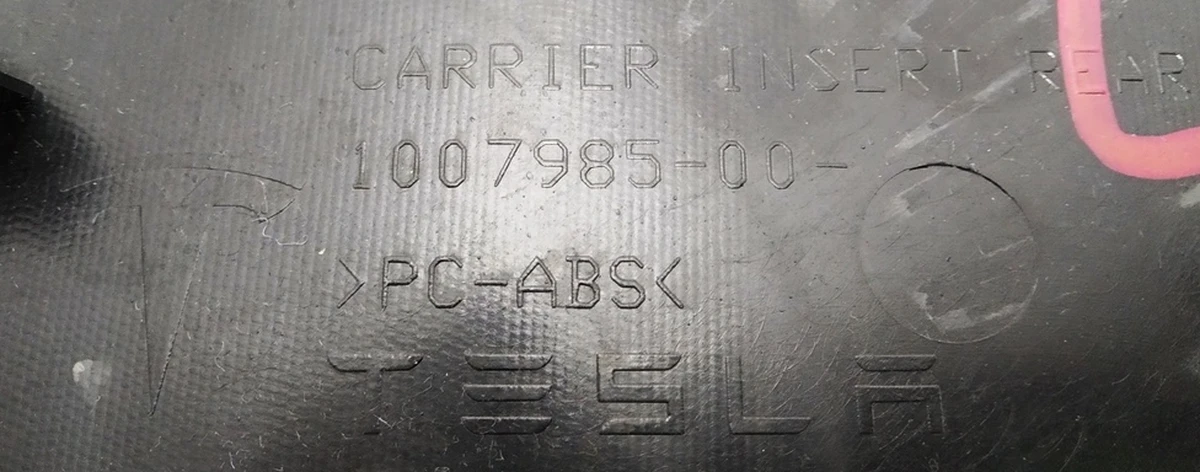 CARRIER INSERT REAR
1007985-00-
>PC-ABS<
TESLA